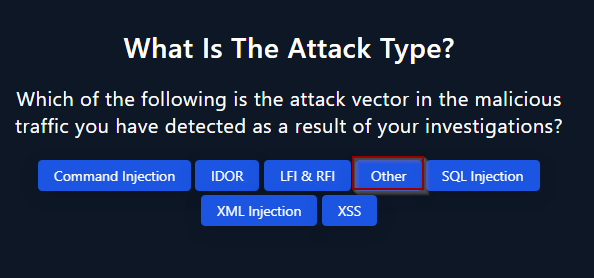 What Is The Attack Type?
Which of the following is the attack vector in the malicious
traffic you have detected as a result of your investigations?
Command Injection IDOR LFI & RFI Other SQL Injection
XML Injection XSS